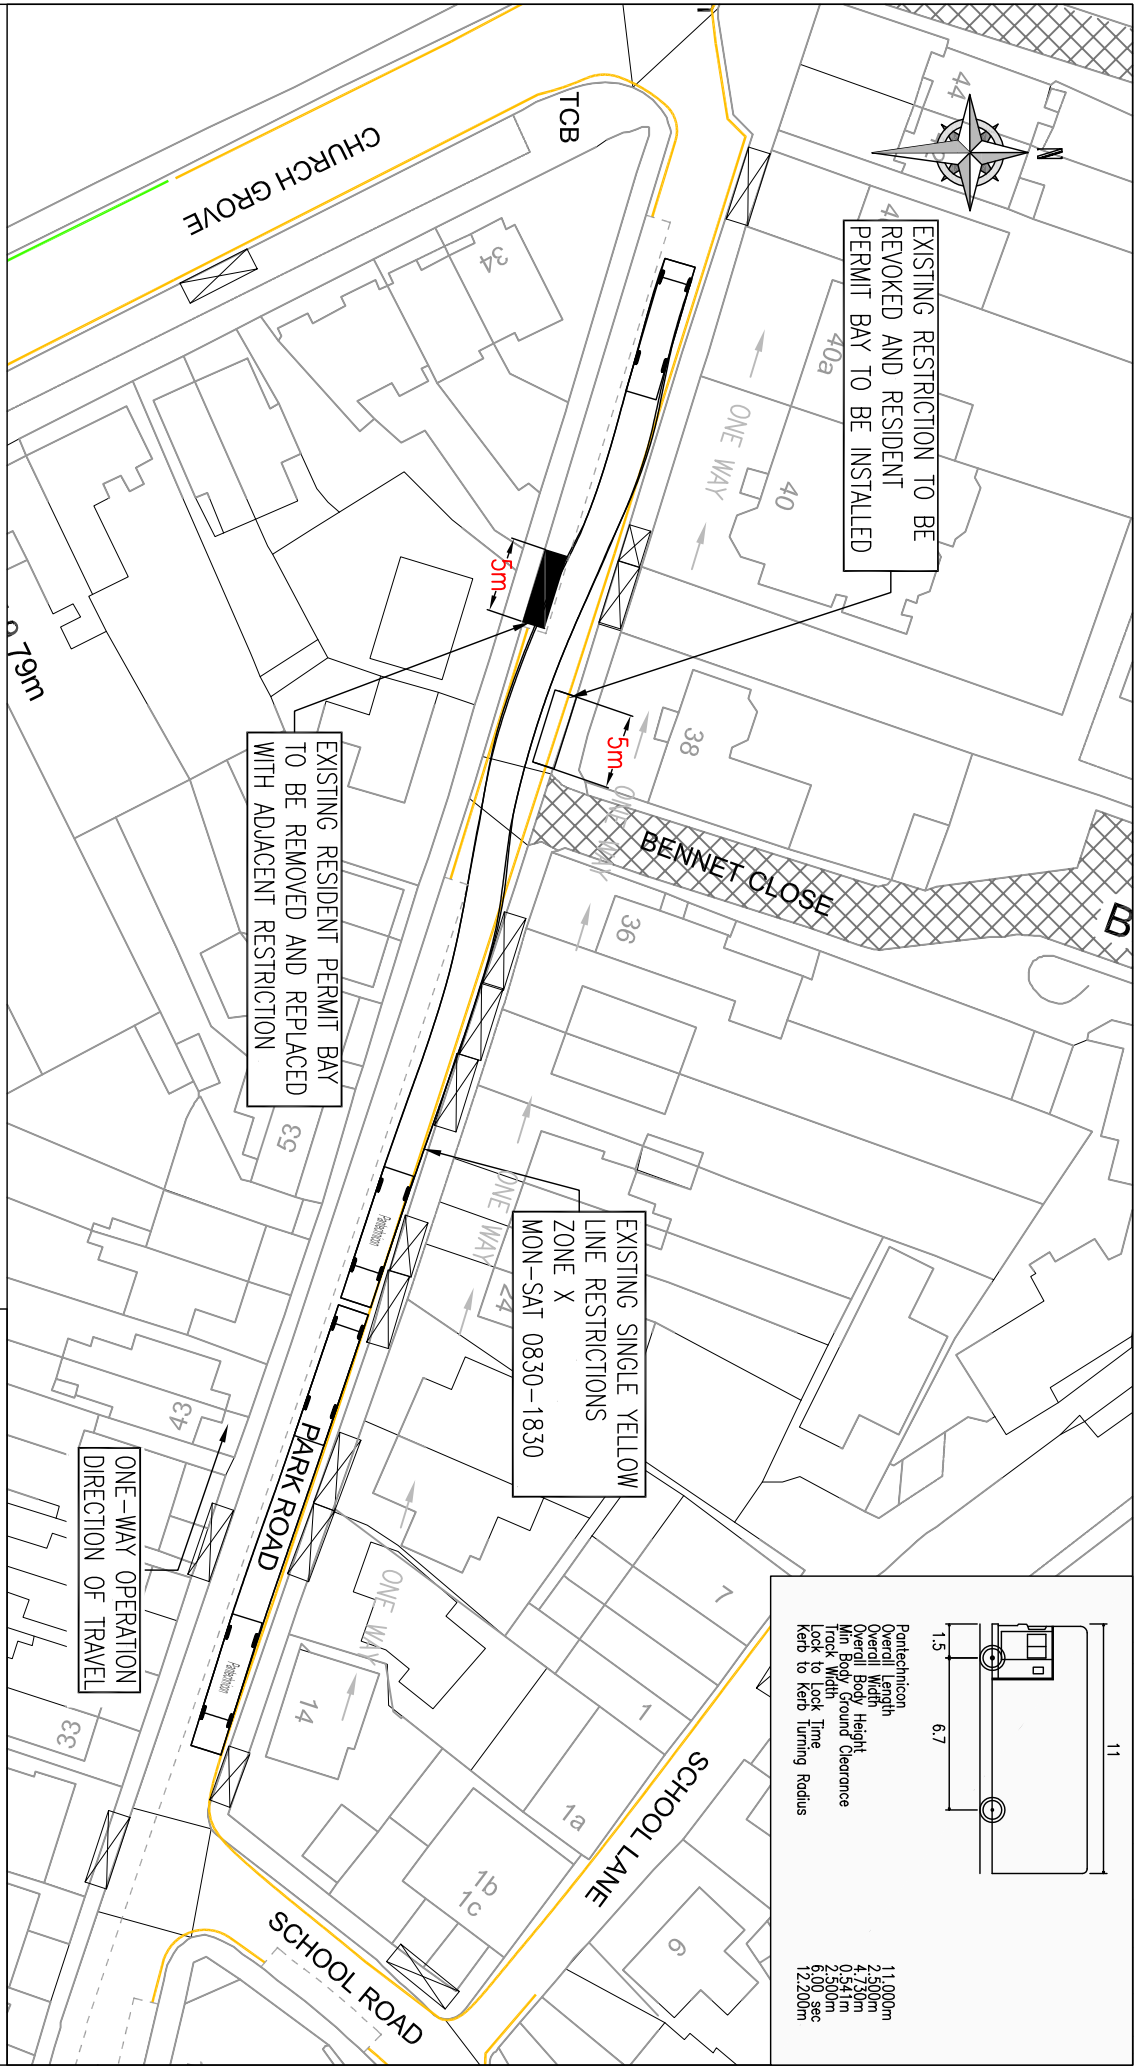 EXISTING RESTRICTION TO BE
REVOKED AND RESIDENT
PERMIT BAY TO BE INSTALLED
EXISTING RESIDENT PERMIT BAY
TO BE REMOVED AND REPLACED
WITH ADJACENT RESTRICTION
EXISTING SINGLE YELLOW
LINE RESTRICTIONS
ZONE X
MON-SAT 0830-1830
ONE-WAY OPERATION
DIRECTION OF TRAVEL
N
44
40a
40
38
36
34
24
14
53
43
33
7
1
1a
1b
1c
9
TCB
CHURCH GROVE
BENNET CLOSE
B
PARK ROAD
SCHOOL LANE
SCHOOL ROAD
ONE WAY
ONE WAY
ONE WAY
ONE WAY
5m
5m
9.79m
Pantechnicon
Pantechnicon
11
1.5
6.7
Pantechnicon
Overall Length 11.000m
Overall Width 2.500m
Overall Body Height 4.730m
Min Body Ground Clearance 0.541m
Track Width 2.500m
Lock to Lock Time 6.00 sec
Kerb to Kerb Turning Radius 12.200m